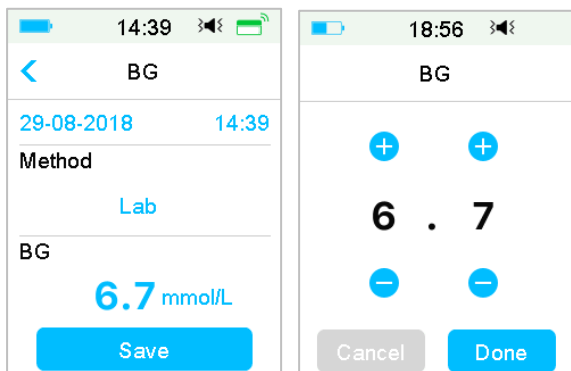 14:39
BG
29-08-2018 14:39
Method
Lab
BG
6.7 mmol/L
Save
18:56
BG
6 . 7
Cancel Done